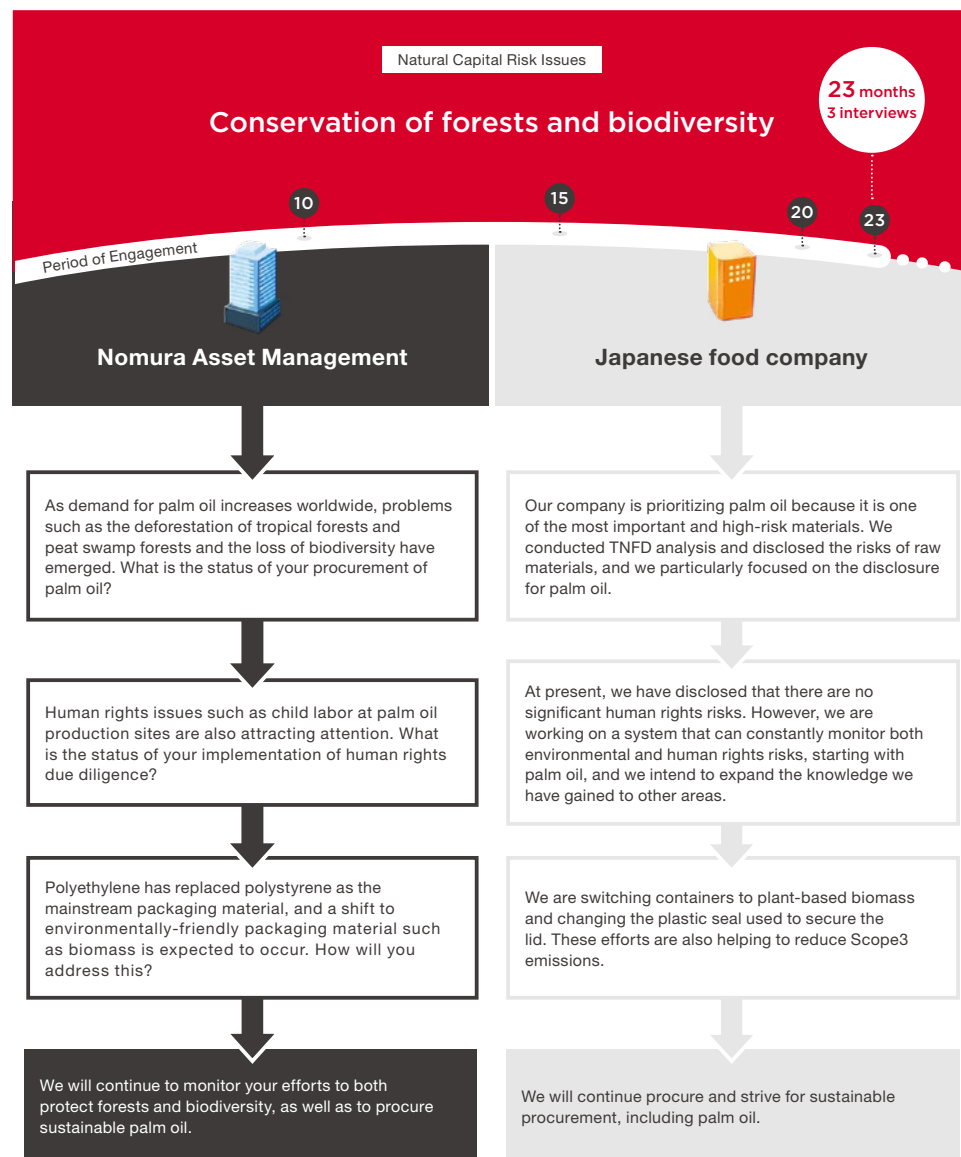 Natural Capital Risk Issues
Conservation of forests and biodiversity
23 months
3 interviews
10
15
20
23
Period of Engagement
Nomura Asset Management
Japanese food company
As demand for palm oil increases worldwide, problems
such as the deforestation of tropical forests and
peat swamp forests and the loss of biodiversity have
emerged. What is the status of your procurement of
palm oil?
Our company is prioritizing palm oil because it is one
of the most important and high-risk materials. We
conducted TNFD analysis and disclosed the risks of raw
materials, and we particularly focused on the disclosure
for palm oil.
Human rights issues such as child labor at palm oil
production sites are also attracting attention. What
is the status of your implementation of human rights
due diligence?
At present, we have disclosed that there are no
significant human rights risks. However, we are
working on a system that can constantly monitor both
environmental and human rights risks, starting with
palm oil, and we intend to expand the knowledge we
have gained to other areas.
Polyethylene has replaced polystyrene as the
mainstream packaging material, and a shift to
environmentally-friendly packaging material such
as biomass is expected to occur. How will you
address this?
We are switching containers to plant-based biomass
and changing the plastic seal used to secure the
lid. These efforts are also helping to reduce Scope3
emissions.
We will continue to monitor your efforts to both
protect forests and biodiversity, as well as to procure
sustainable palm oil.
We will continue procure and strive for sustainable
procurement, including palm oil.